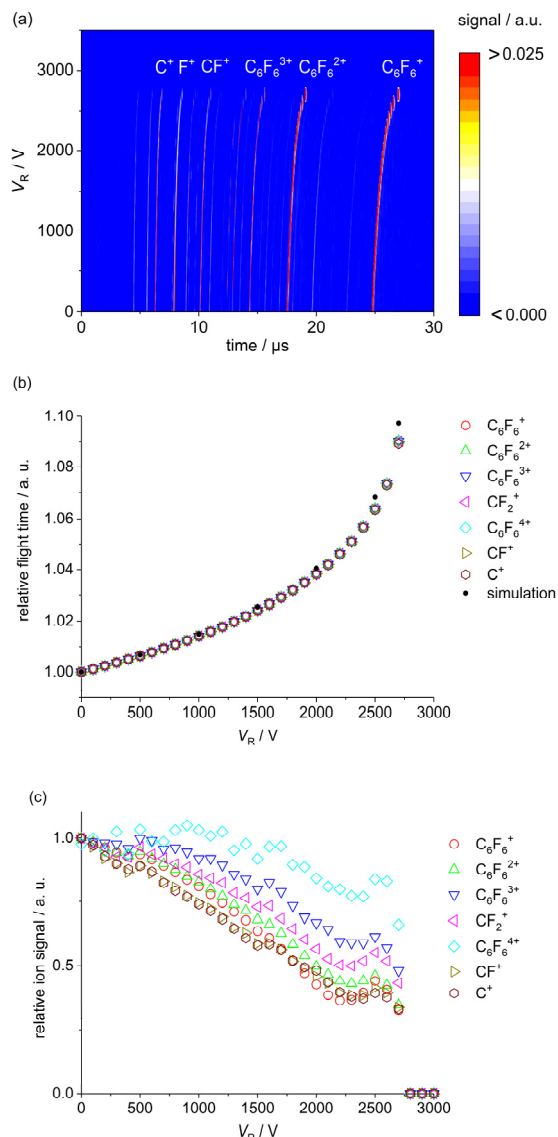 (a)
signal / a.u.
> 0.025
< 0.000
C⁺ F⁺ CF⁺ C₆F₆³⁺ C₆F₆²⁺ C₆F₆⁺
3000
2000
1000
0
V_R / V
0 10 20 30
time / μs
(b)
1.10
1.08
1.06
1.04
1.02
1.00
relative flight time / a. u.
0 500 1000 1500 2000 2500 3000
V_R / V
C₆F₆⁺
C₆F₆²⁺
C₆F₆³⁺
CF₂⁺
C₆F₆⁴⁺
CF⁺
C⁺
simulation
(c)
1.0
0.5
0.0
relative ion signal / a. u.
0 500 1000 1500 2000 2500 3000
V_R / V
C₆F₆⁺
C₆F₆²⁺
C₆F₆³⁺
CF₂⁺
C₆F₆⁴⁺
CF⁺
C⁺